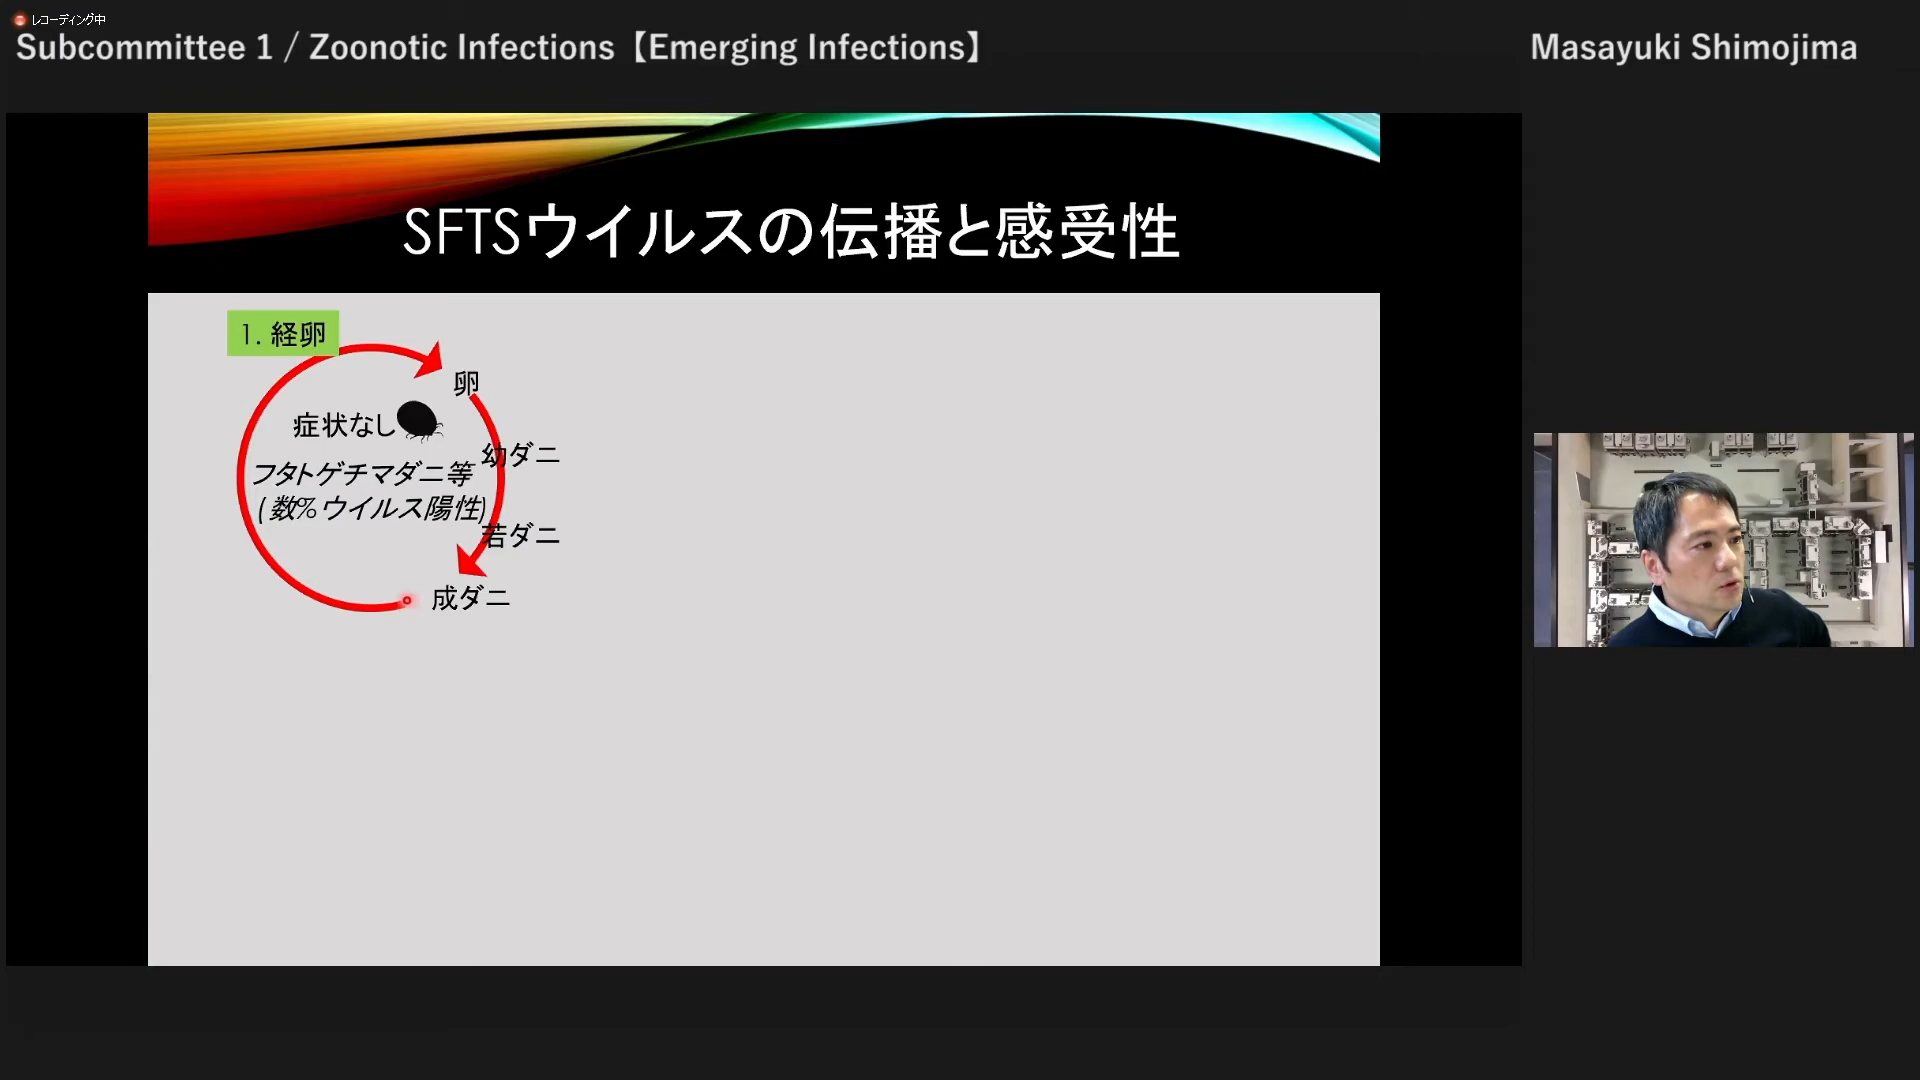 レコーディング中
Subcommittee 1 / Zoonotic Infections【Emerging Infections】
Masayuki Shimojima
SFTSウイルスの伝播と感受性
1. 経卵
卵
症状なし
幼ダニ
フタトゲチマダニ等
(数%ウイルス陽性)
若ダニ
成ダニ